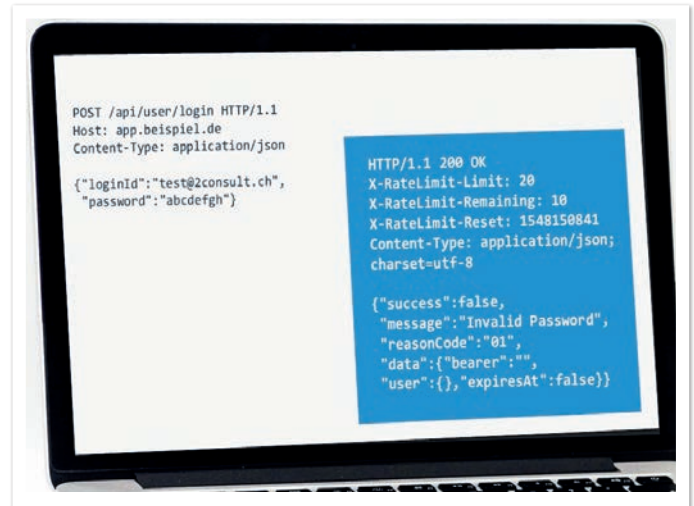 POST /api/user/login HTTP/1.1
Host: app.beispiel.de
Content-Type: application/json
{"loginId":"test@2consult.ch",
"password":"abcdefgh"}
HTTP/1.1 200 OK
X-RateLimit-Limit: 20
X-RateLimit-Remaining: 10
X-RateLimit-Reset: 1548150841
Content-Type: application/json;
charset=utf-8
{"success":false,
"message":"Invalid Password",
"reasonCode":"01",
"data":{"bearer":"",
"user":{},"expiresAt":false}}